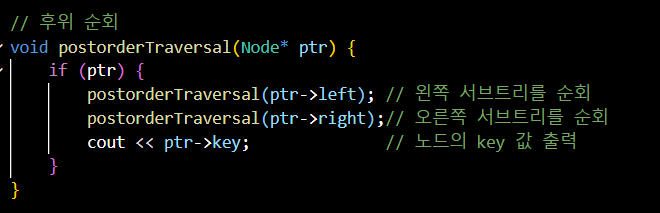 // 후위 순회
void postorderTraversal(Node* ptr) {
    if (ptr) {
        postorderTraversal(ptr->left); // 왼쪽 서브트리를 순회
        postorderTraversal(ptr->right);// 오른쪽 서브트리를 순회
        cout << ptr->key;              // 노드의 key 값 출력
    }
}